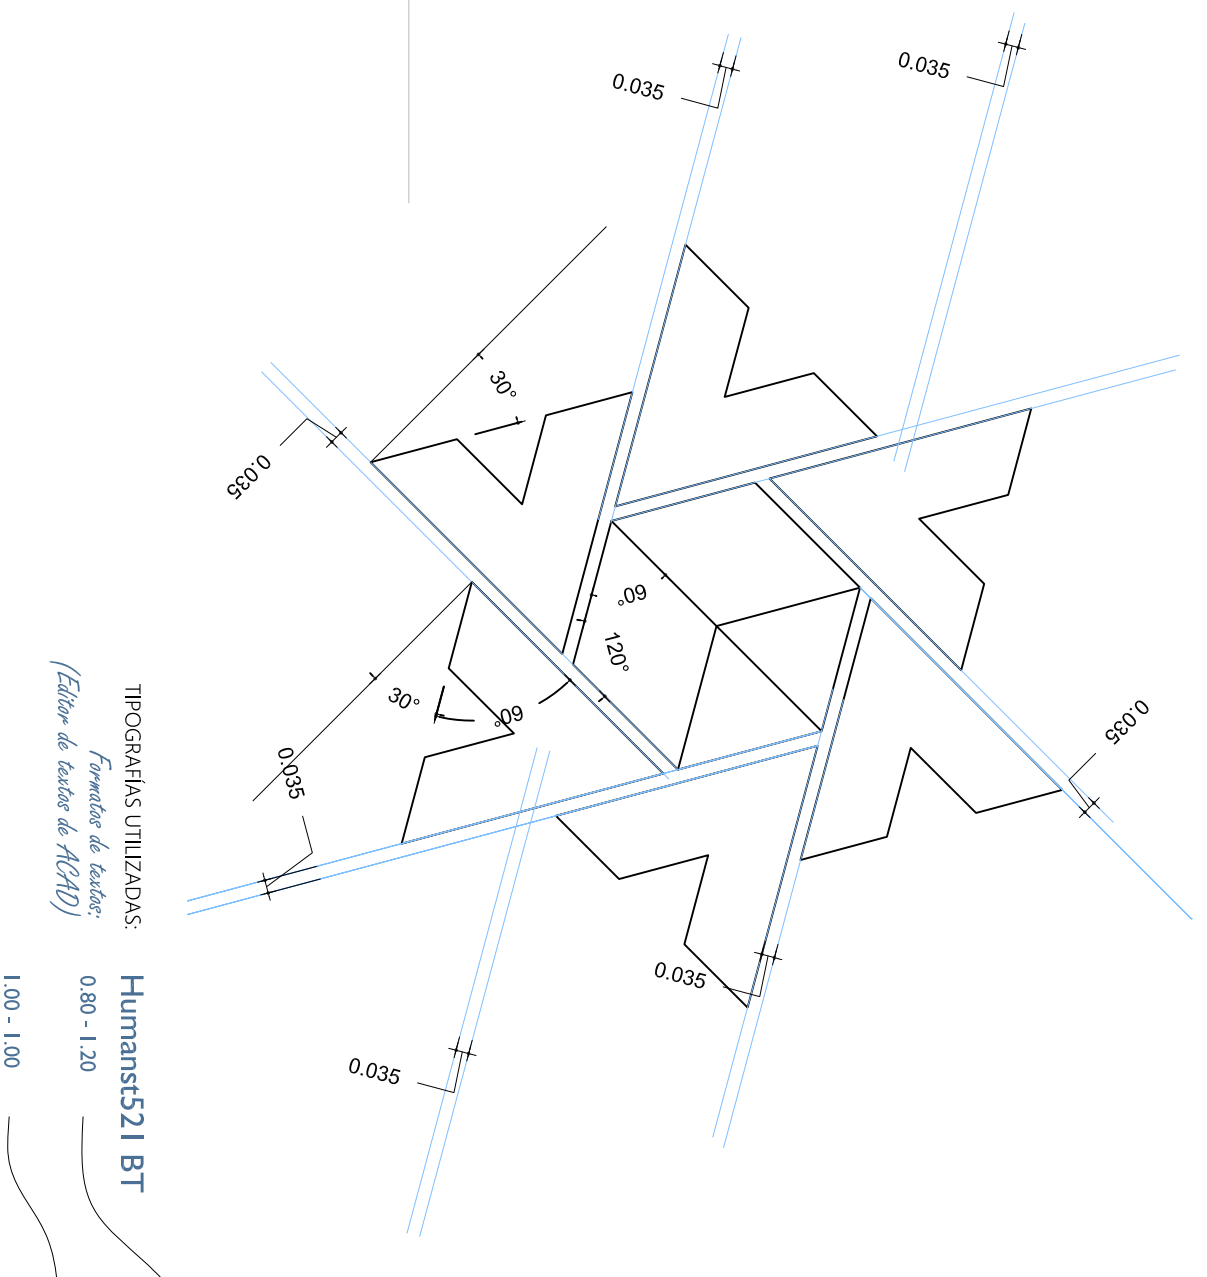 0.035
0.035
30°
0.035
60°
120°
30°
60°
0.035
0.035
0.035
0.035
TIPOGRAFÍAS UTILIZADAS:
Humanst521 BT
Formatos de textos:
0.80 - 1.20
(Editor de textos de ACAD)
1.00 - 1.00